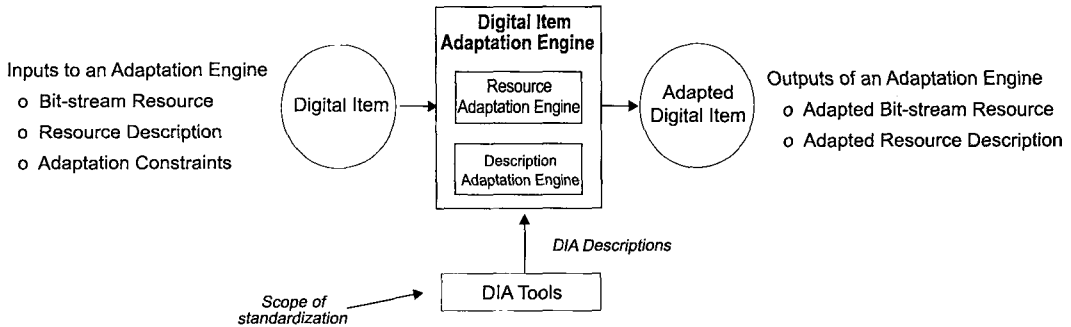 Inputs to an Adaptation Engine
o Bit-stream Resource
o Resource Description
o Adaptation Constraints
Digital Item
Digital Item
Adaptation Engine
Resource
Adaptation Engine
Description
Adaptation Engine
Adapted
Digital Item
Outputs of an Adaptation Engine
o Adapted Bit-stream Resource
o Adapted Resource Description
DIA Descriptions
DIA Tools
Scope of
standardization